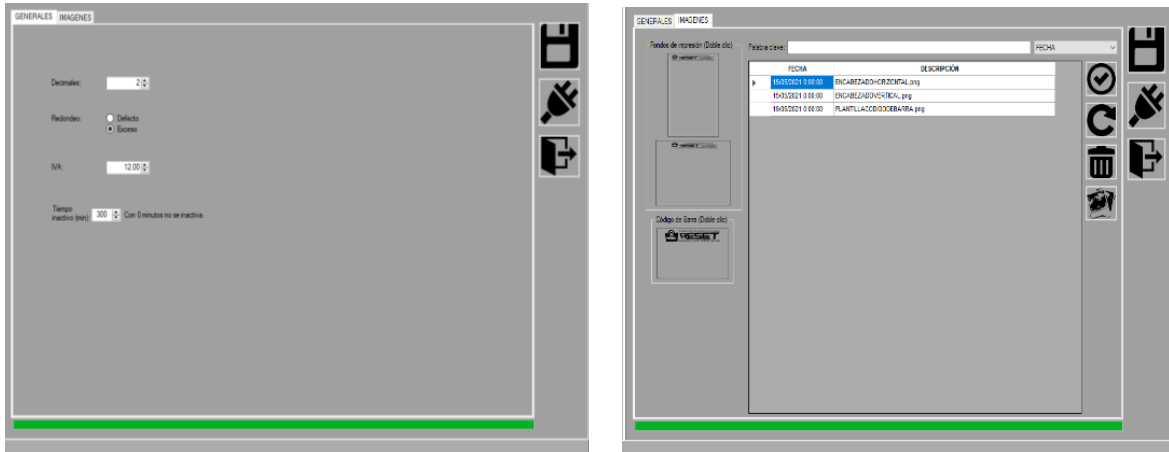 GENERALES IMAGENES
Decimales: 2
Redondeo: Defecto
Exceso
IVA: 12.00
Tiempo
inactivo (min) 300 Con 0 minutos no se inactiva.
GENERALES IMAGENES
Fondos de impresión (Doble clic)
Palabra clave: FECHA
FECHA DESCRIPCIÓN
15/05/2021 0:00:00 ENCABEZADOHORIZONTAL.png
15/05/2021 0:00:00 ENCABEZADOVERTICAL.png
16/05/2021 0:00:00 PLANTILLACODIGODEBARRA.png
Código de Barra (Doble clic)
RESET